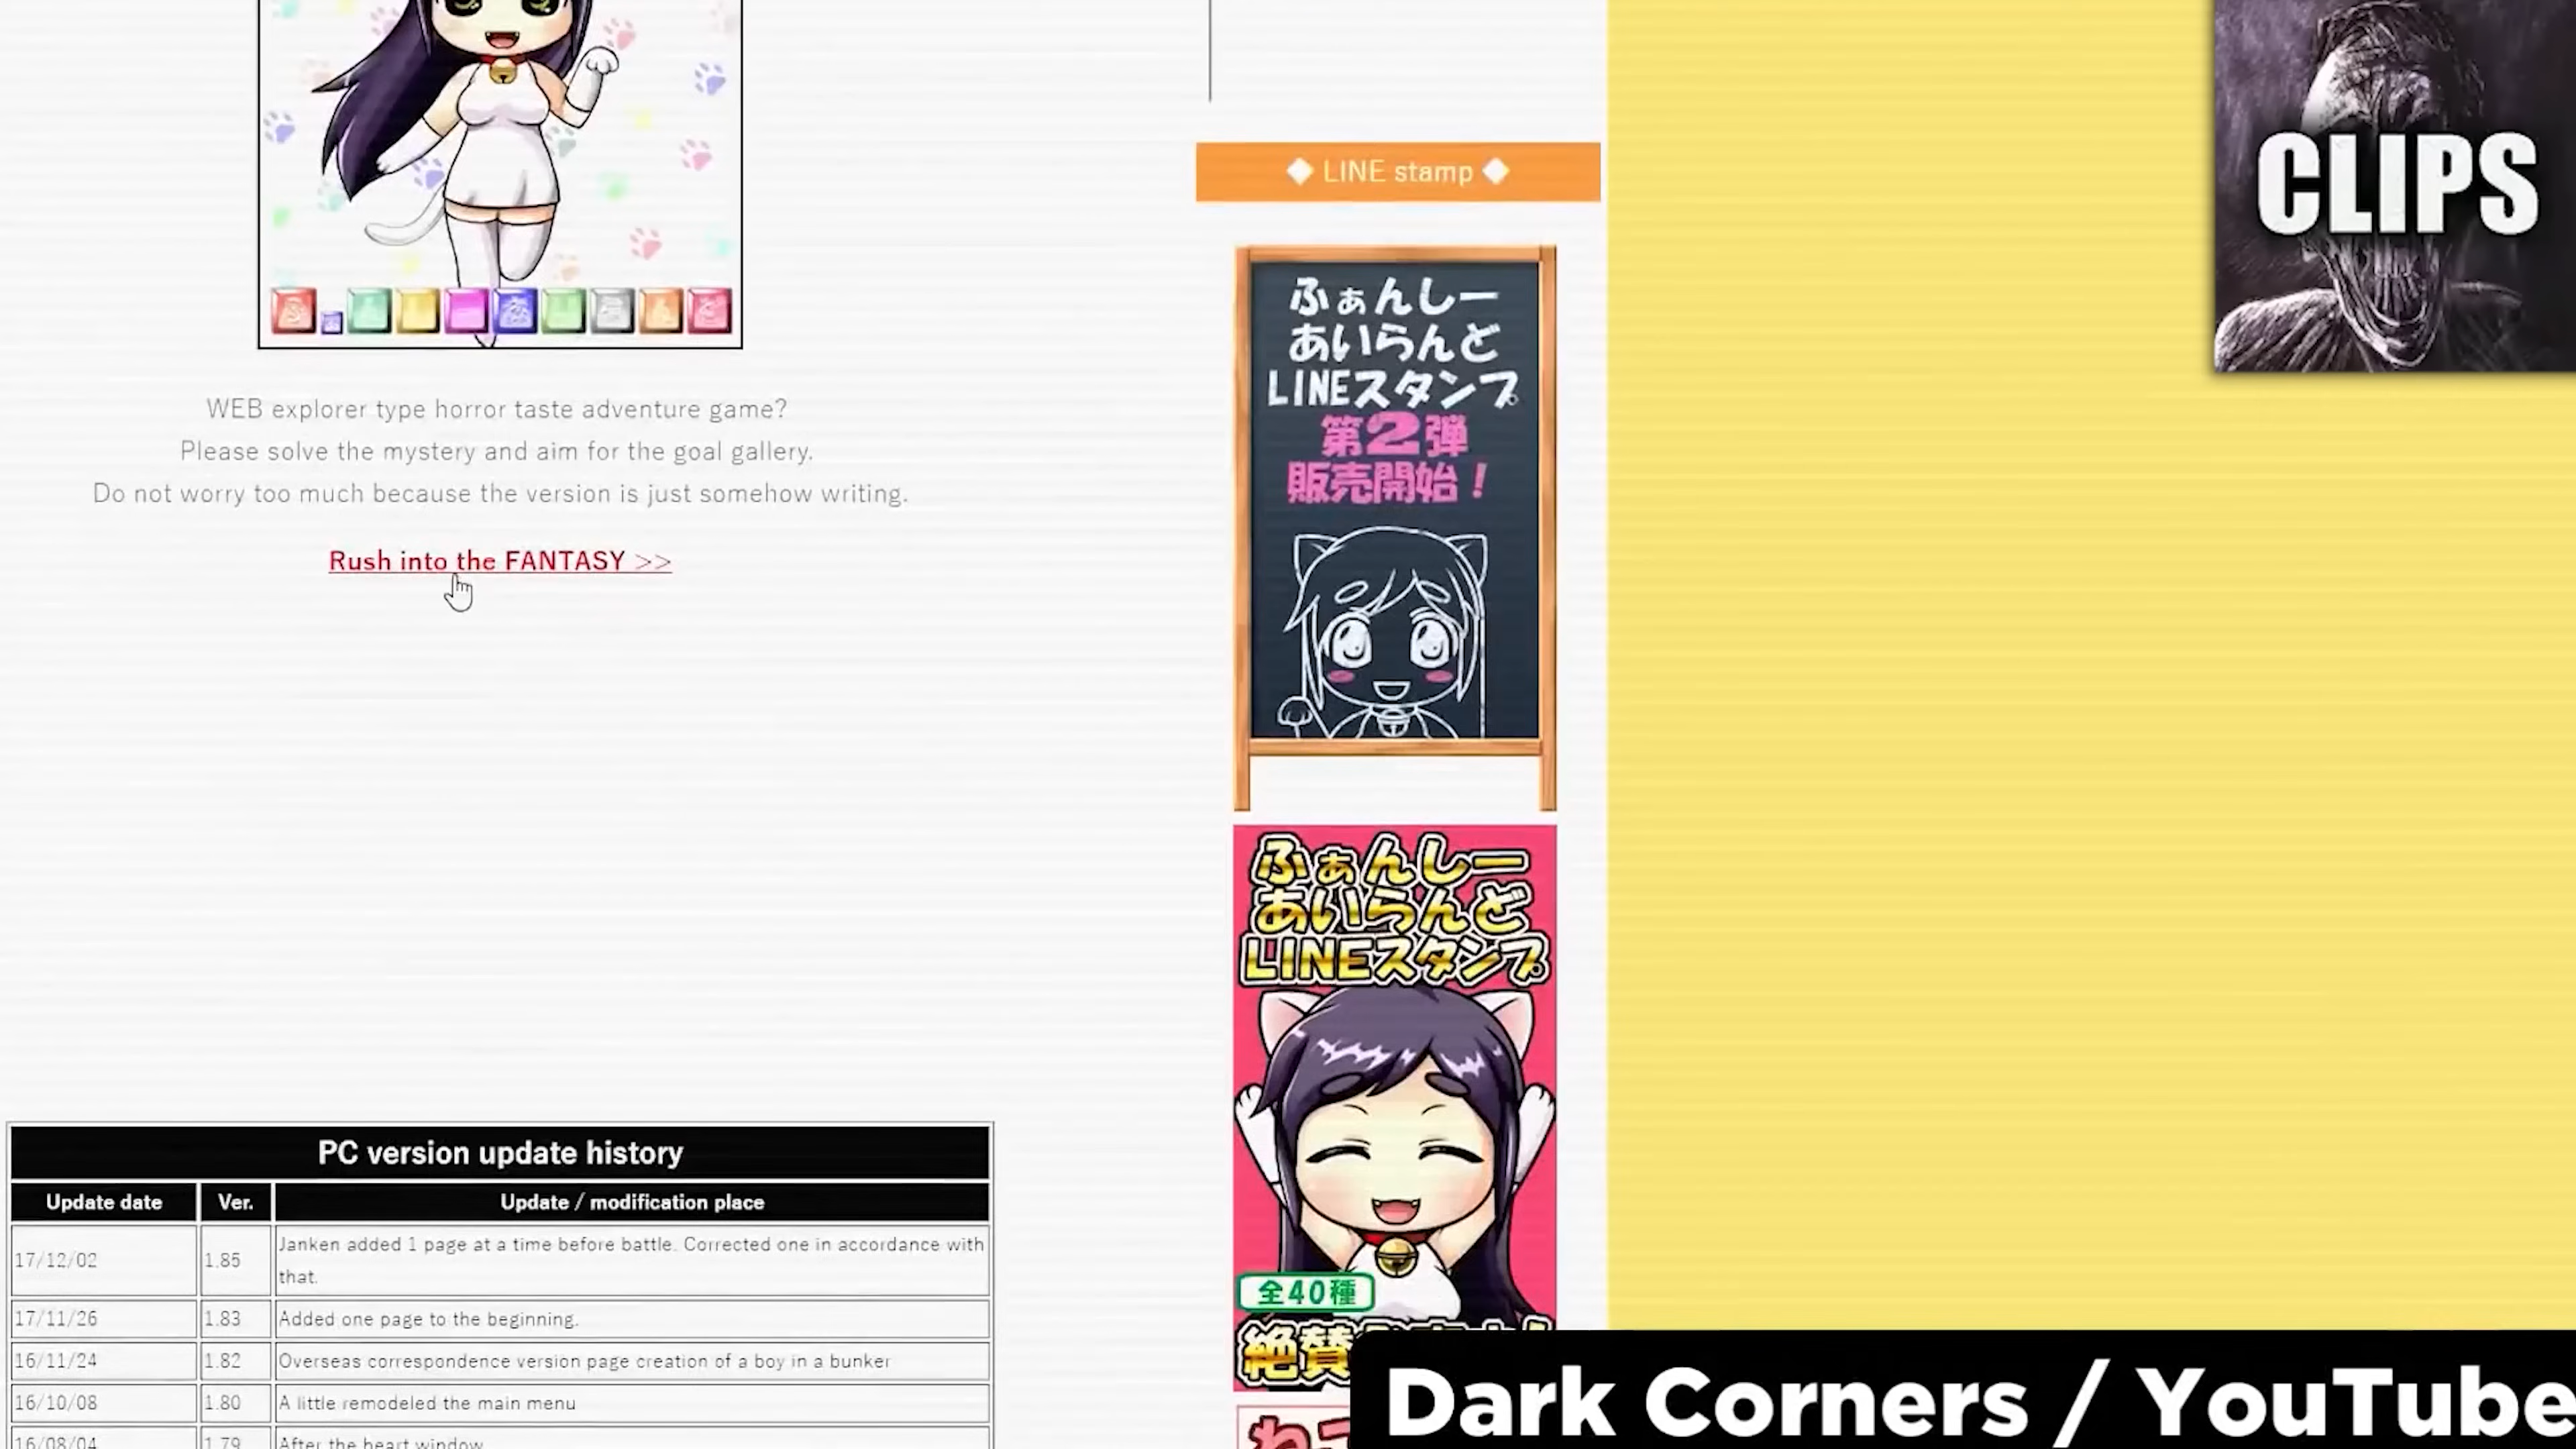 CLIPS
WEB explorer type horror taste adventure game?
Please solve the mystery and aim for the goal gallery.
Do not worry too much because the version is just somehow writing.
Rush into the FANTASY >>
◆ LINE stamp ◆
ふぁんしー
あいらんど
LINEスタンプ
第2弾
販売開始！
ふぁんしー
あいらんど
LINEスタンプ
全40種
絶賛
PC version update history
Update date Ver. Update / modification place
17/12/02 1.85 Janken added 1 page at a time before battle. Corrected one in accordance with
that.
17/11/26 1.83 Added one page to the beginning.
16/11/24 1.82 Overseas correspondence version page creation of a boy in a bunker
16/10/08 1.80 A little remodeled the main menu
16/08/04 1.79 After the heart window
Dark Corners / YouTube